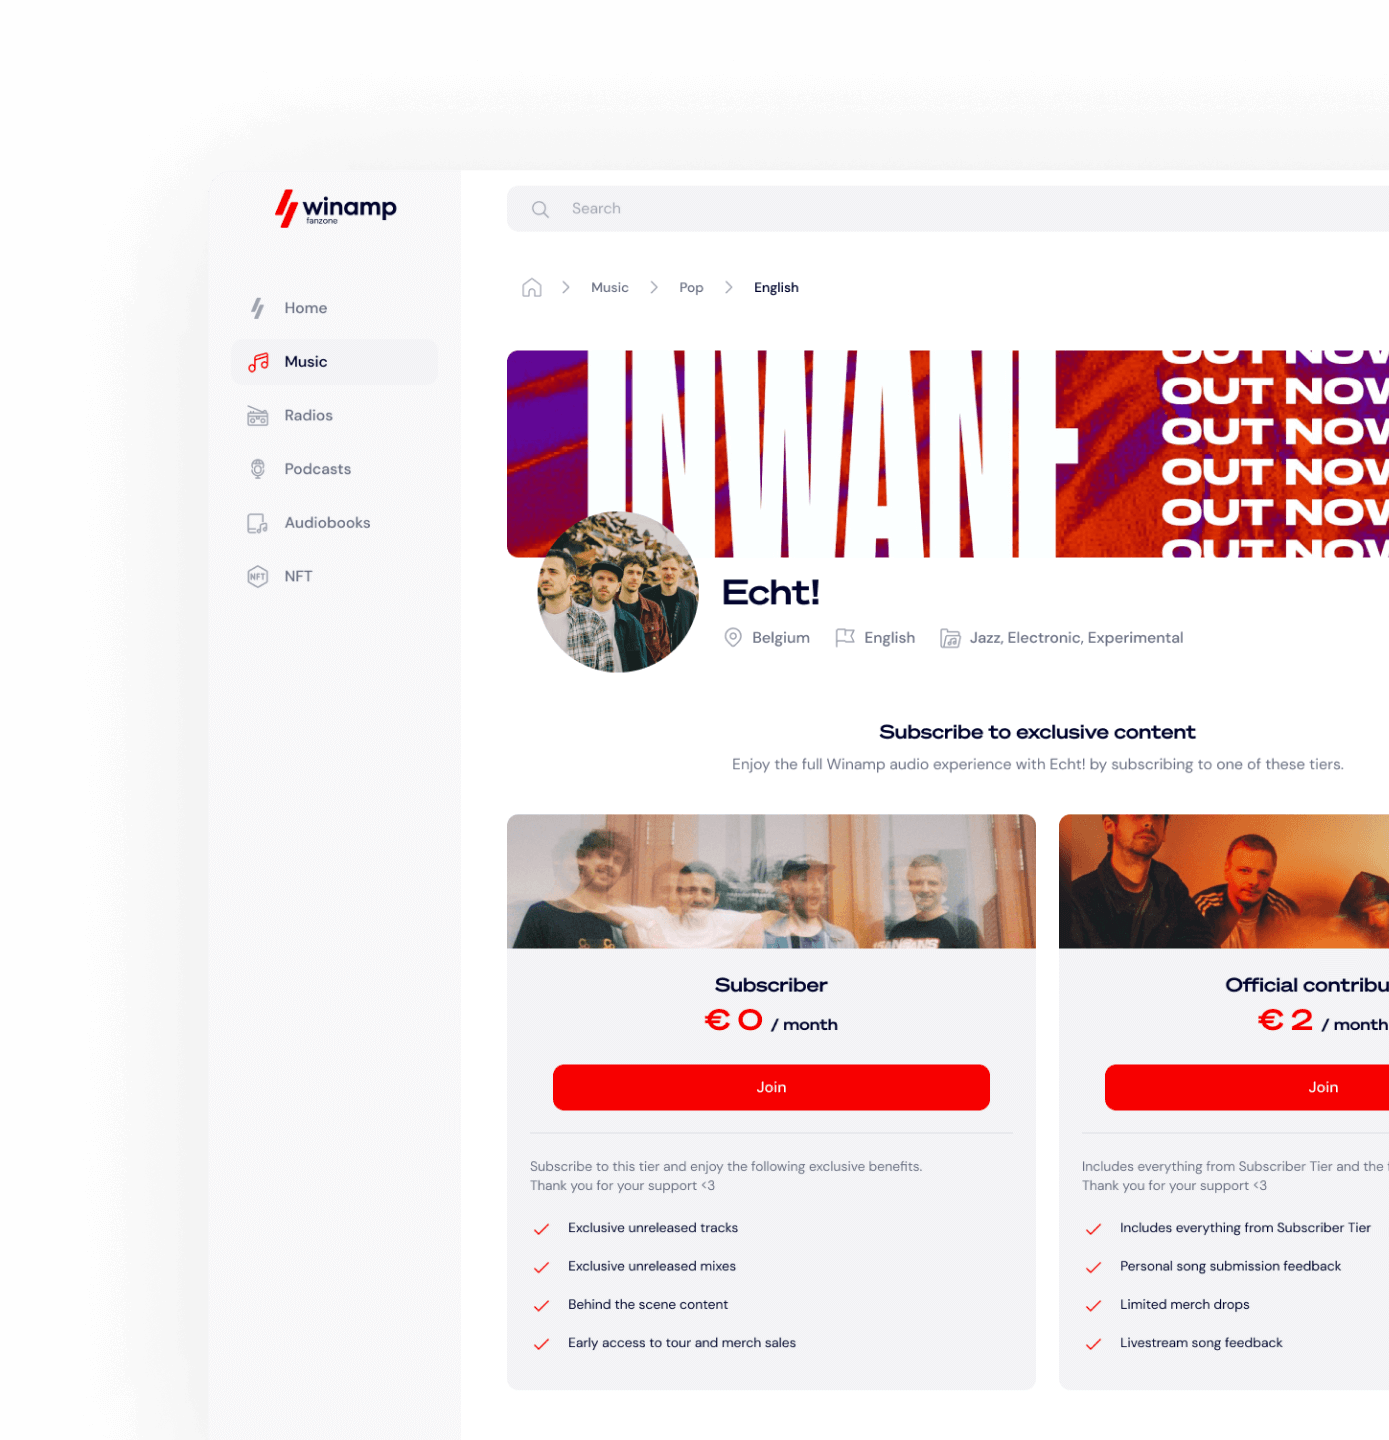 winamp
fanzone
Search
Home
Music
Radios
Podcasts
Audiobooks
NFT
NFT
Music
Pop
English
INWANE
OUT NOW
OUT NOW
OUT NOW
OUT NOW
OUT NOW
OUT NOW
Echt!
Belgium
English
Jazz, Electronic, Experimental
Subscribe to exclusive content
Enjoy the full Winamp audio experience with Echt! by subscribing to one of these tiers.
Subscriber
€ 0 / month
Join
Subscribe to this tier and enjoy the following exclusive benefits.
Thank you for your support <3
Exclusive unreleased tracks
Exclusive unreleased mixes
Behind the scene content
Early access to tour and merch sales
Official contribu
€ 2 / month
Join
Includes everything from Subscriber Tier and the
Thank you for your support <3
Includes everything from Subscriber Tier
Personal song submission feedback
Limited merch drops
Livestream song feedback